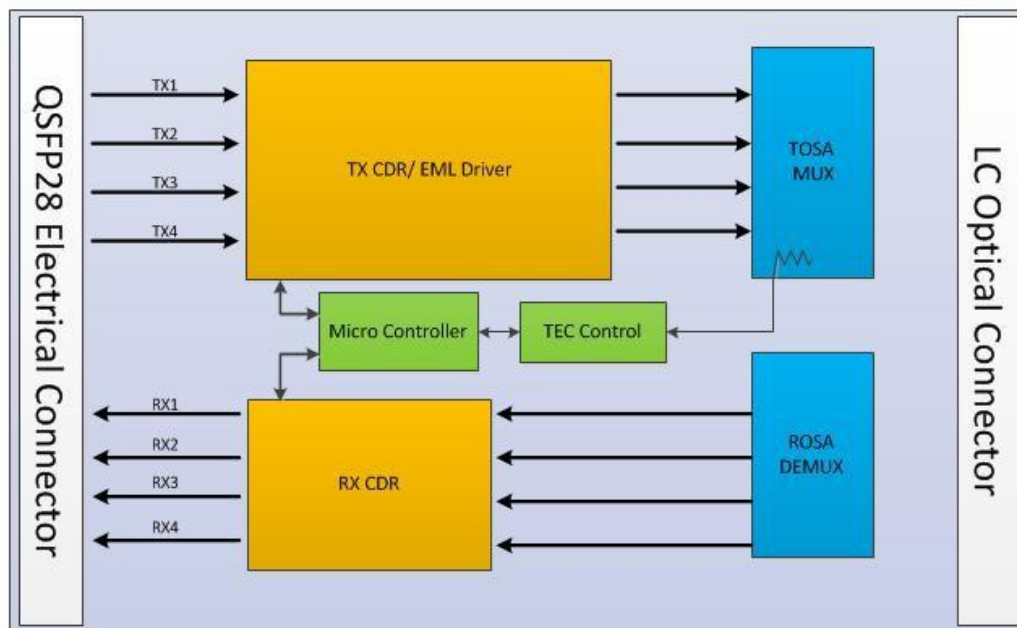 QSFP28 Electrical Connector
TX1
TX2
TX3
TX4
TX CDR/ EML Driver
TOSA
MUX
Micro Controller
TEC Control
RX1
RX2
RX3
RX4
RX CDR
ROSA
DEMUX
LC Optical Connector